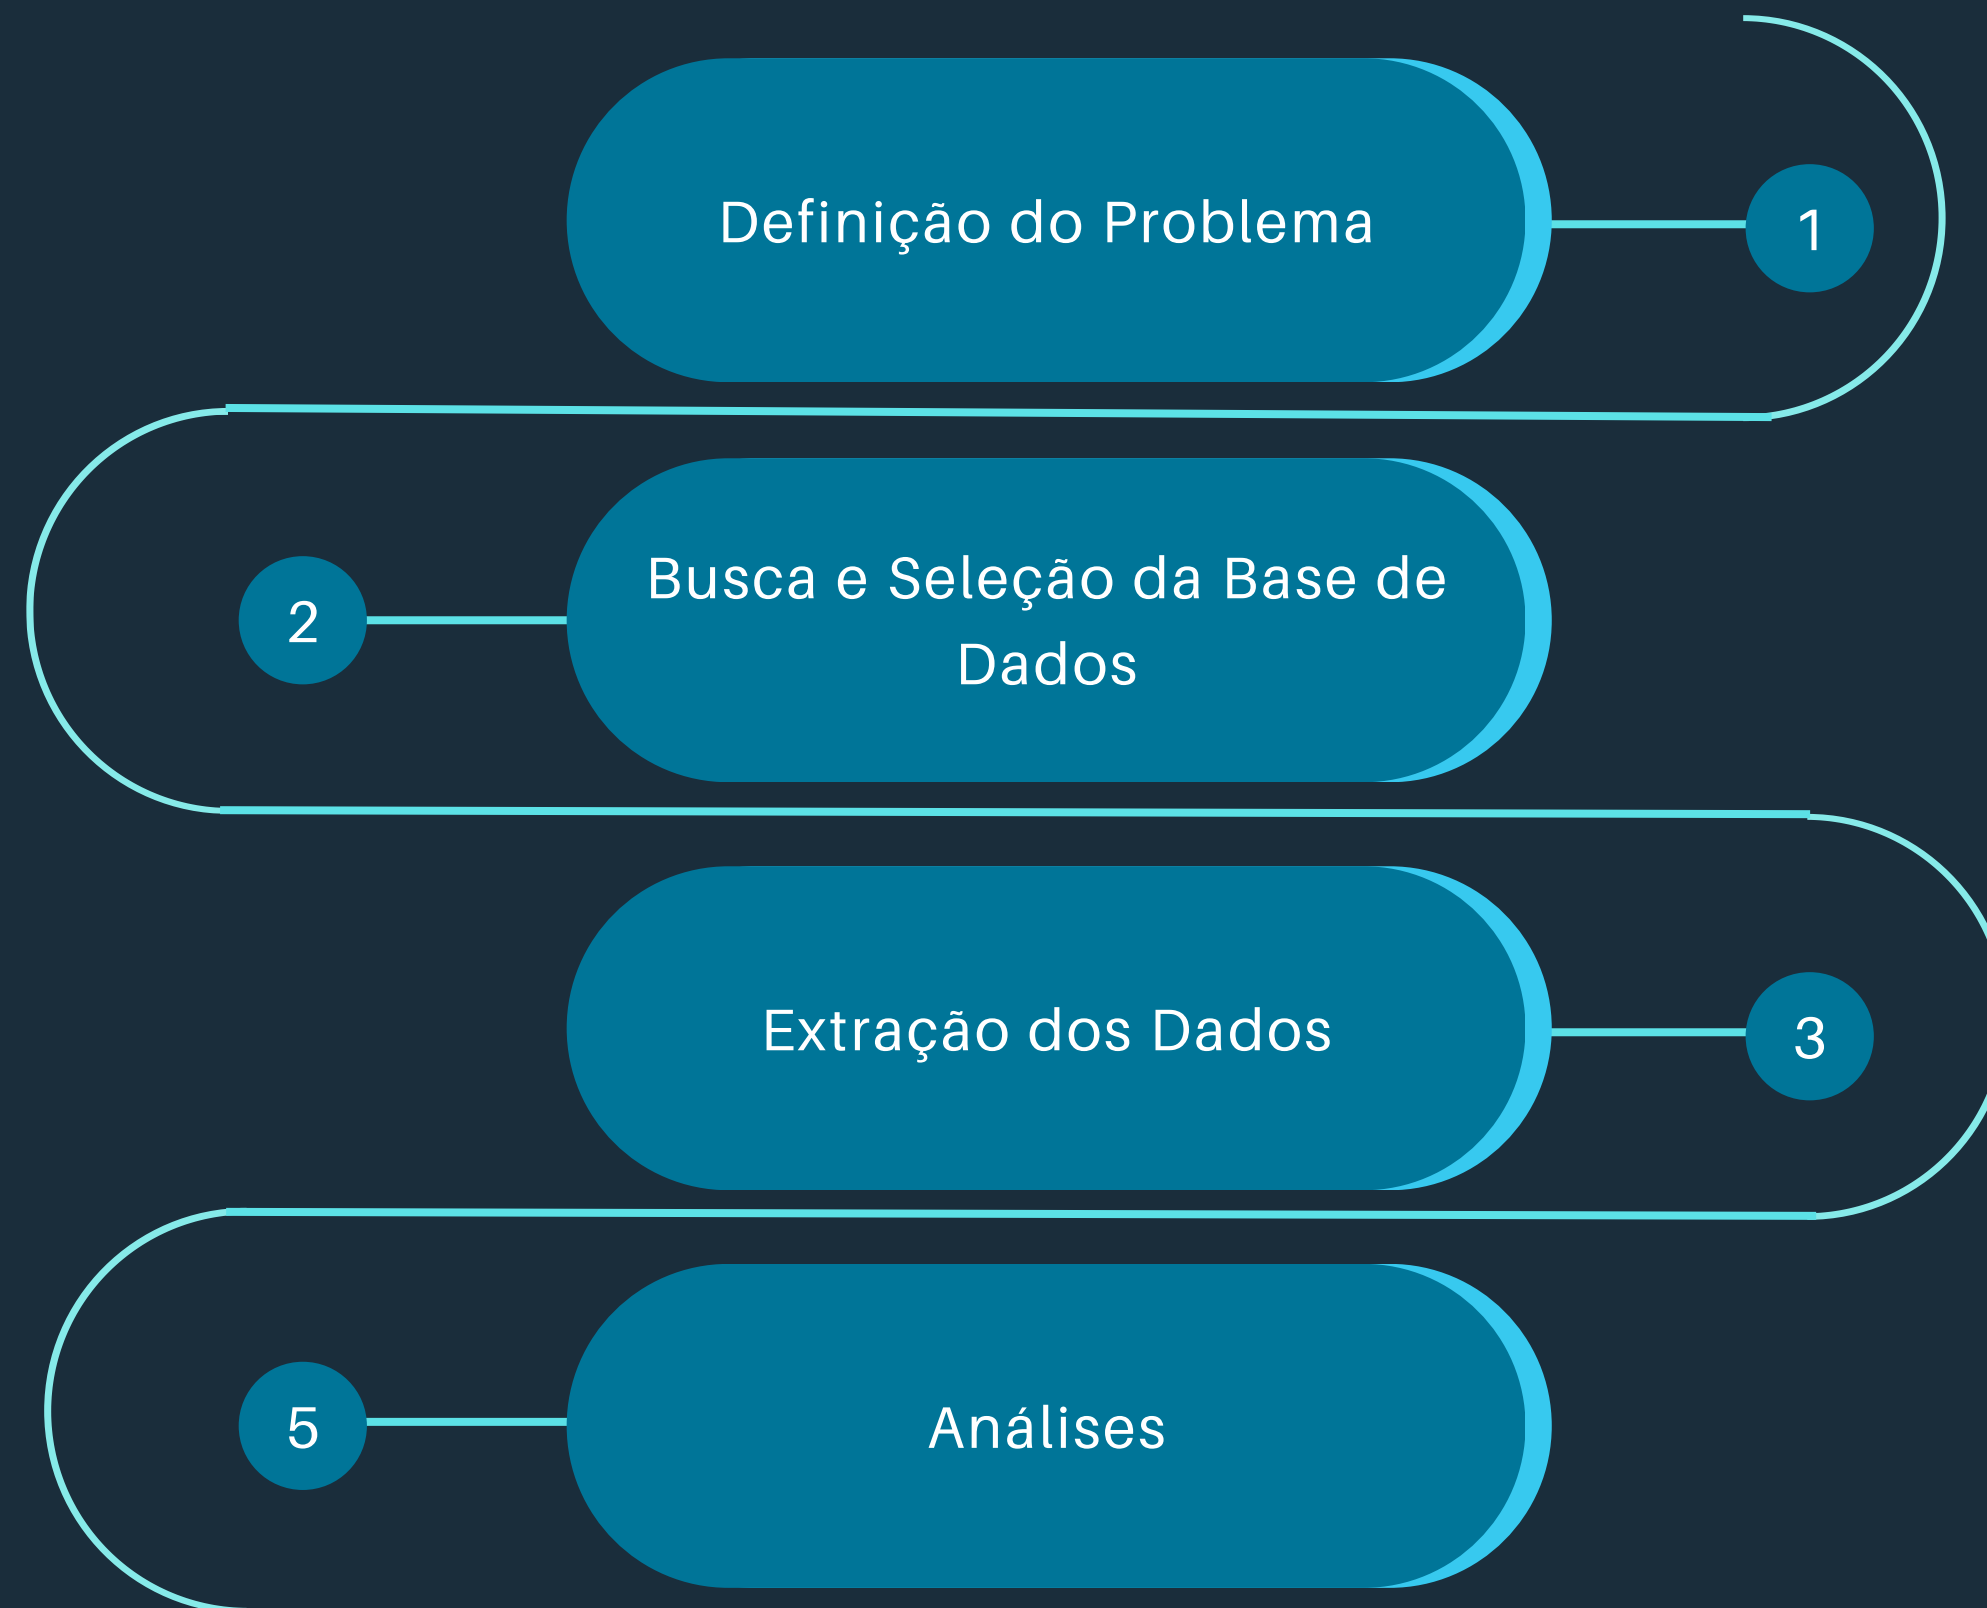 Definição do Problema
1
Busca e Seleção da Base de
Dados
2
Extração dos Dados
3
Análises
5